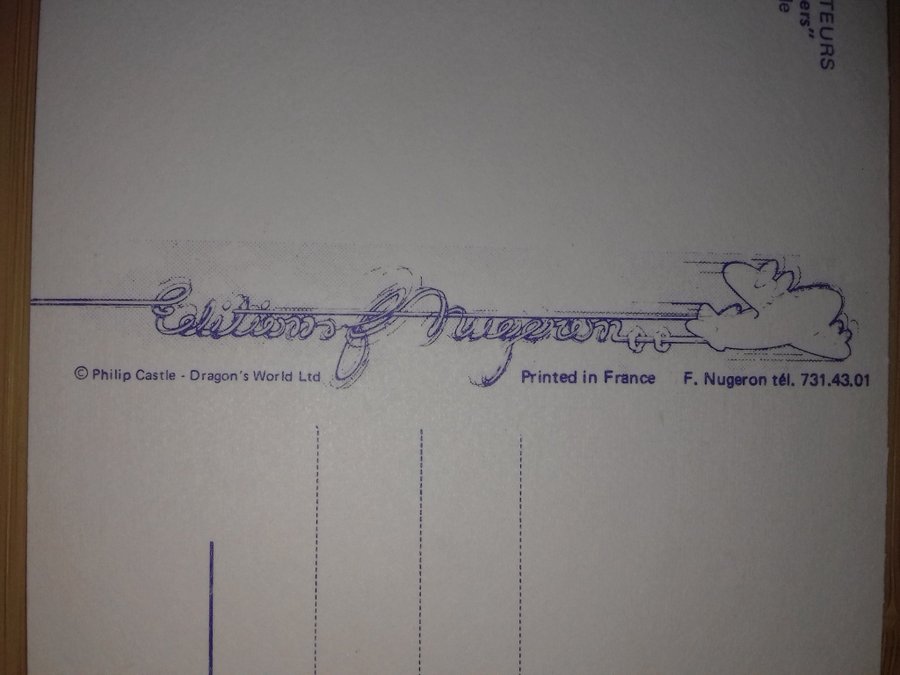 TEURS
ers"
le
Editions f Nugeron
© Philip Castle - Dragon's World Ltd
Printed in France
F. Nugeron tél. 731.43.01